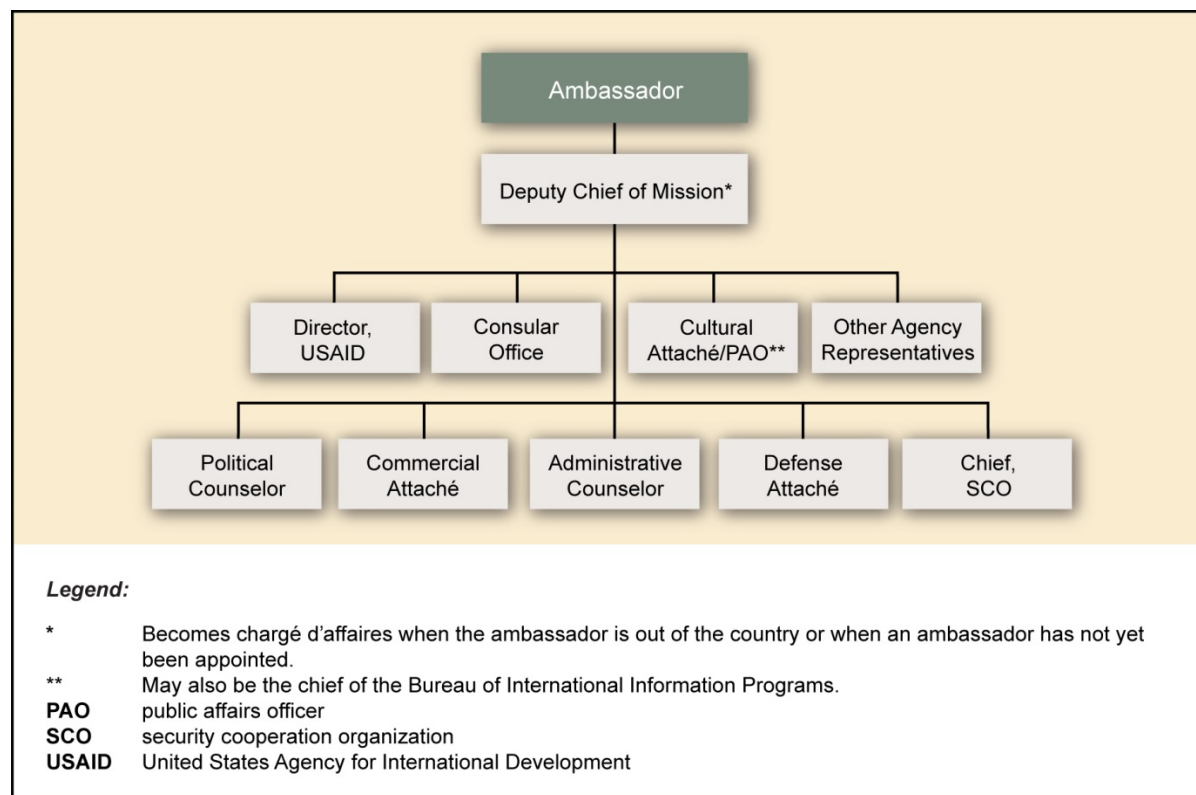 Ambassador
Deputy Chief of Mission*
Director,
USAID
Consular
Office
Cultural
Attaché/PAO**
Other Agency
Representatives
Political
Counselor
Commercial
Attaché
Administrative
Counselor
Defense
Attaché
Chief,
SCO
Legend:
* Becomes chargé d’affaires when the ambassador is out of the country or when an ambassador has not yet
been appointed.
** May also be the chief of the Bureau of International Information Programs.
PAO public affairs officer
SCO security cooperation organization
USAID United States Agency for International Development